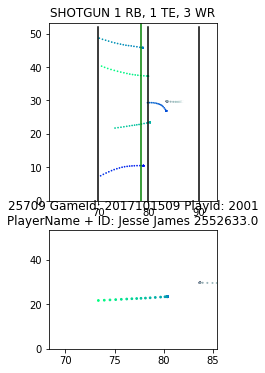 SHOTGUN 1 RB, 1 TE, 3 WR
50
40
30
20
10
0
70 80 90
25709 GameId: 2017101509 PlayId: 2001
PlayerName + ID: Jesse James 2552633.0
40
20
0
70 75 80 85